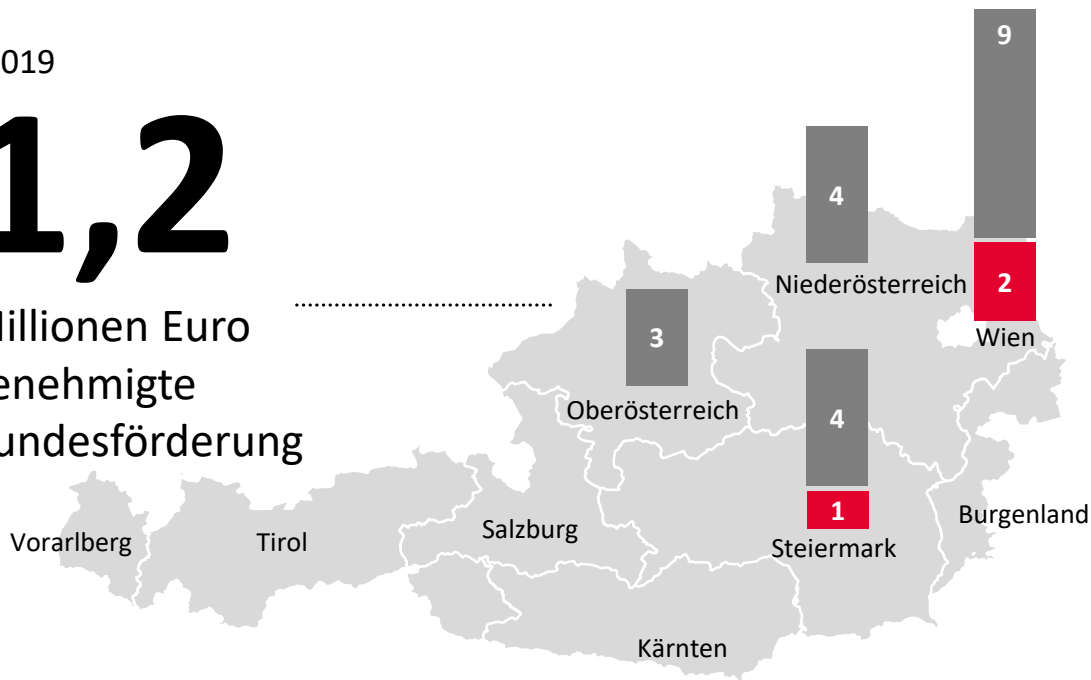 019
1,2
illionen Euro
enehmigte
undesförderung
9
4
Niederösterreich
2
Wien
3
Oberösterreich
4
1
Steiermark
Burgenland
Vorarlberg
Tirol
Salzburg
Kärnten